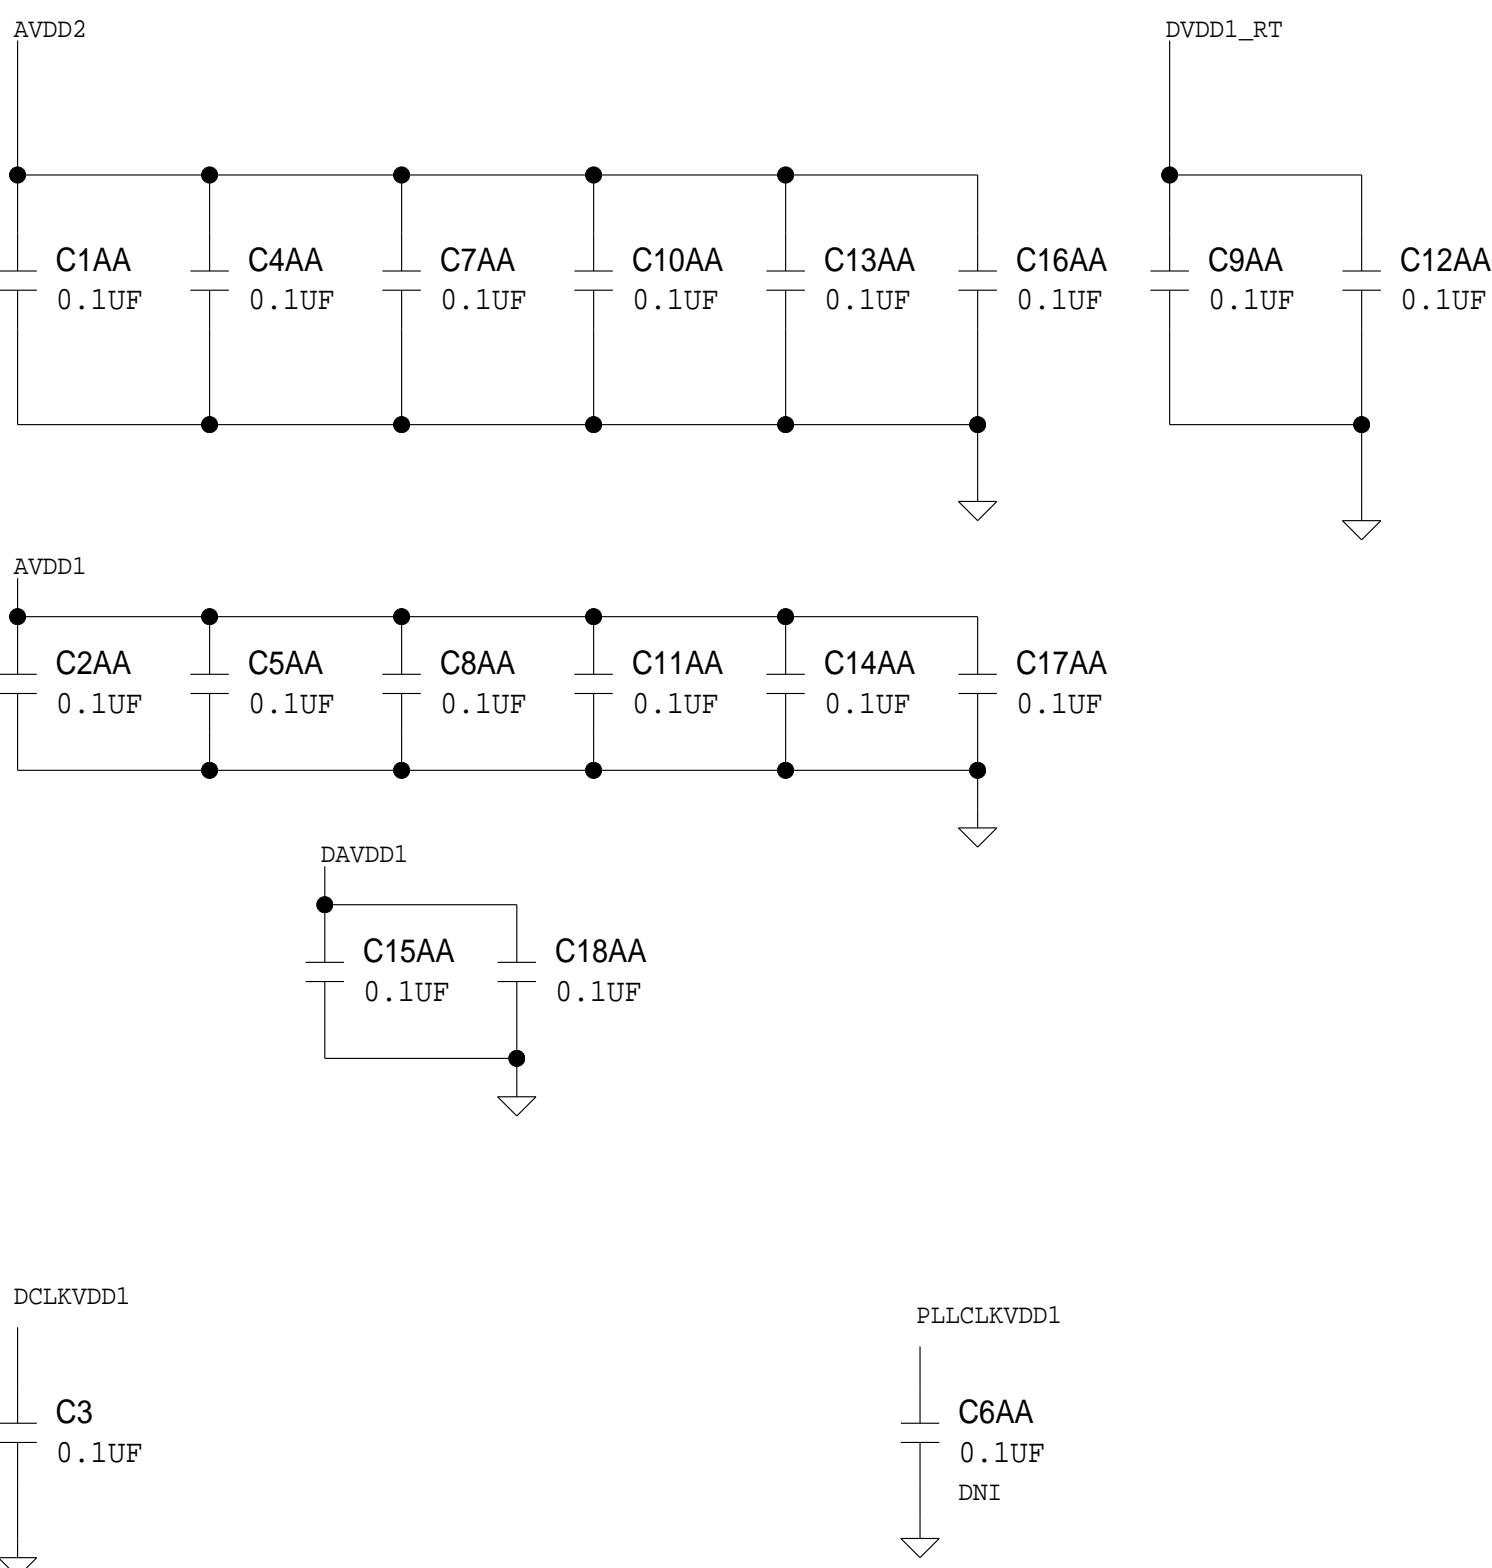 AVDD2
DVDD1_RT
C1AA
0.1UF
C4AA
0.1UF
C7AA
0.1UF
C10AA
0.1UF
C13AA
0.1UF
C16AA
0.1UF
C9AA
0.1UF
C12AA
0.1UF
AVDD1
C2AA
0.1UF
C5AA
0.1UF
C8AA
0.1UF
C11AA
0.1UF
C14AA
0.1UF
C17AA
0.1UF
DAVDD1
C15AA
0.1UF
C18AA
0.1UF
DCLKVDD1
C3
0.1UF
PLLCLKVDD1
C6AA
0.1UF
DNI